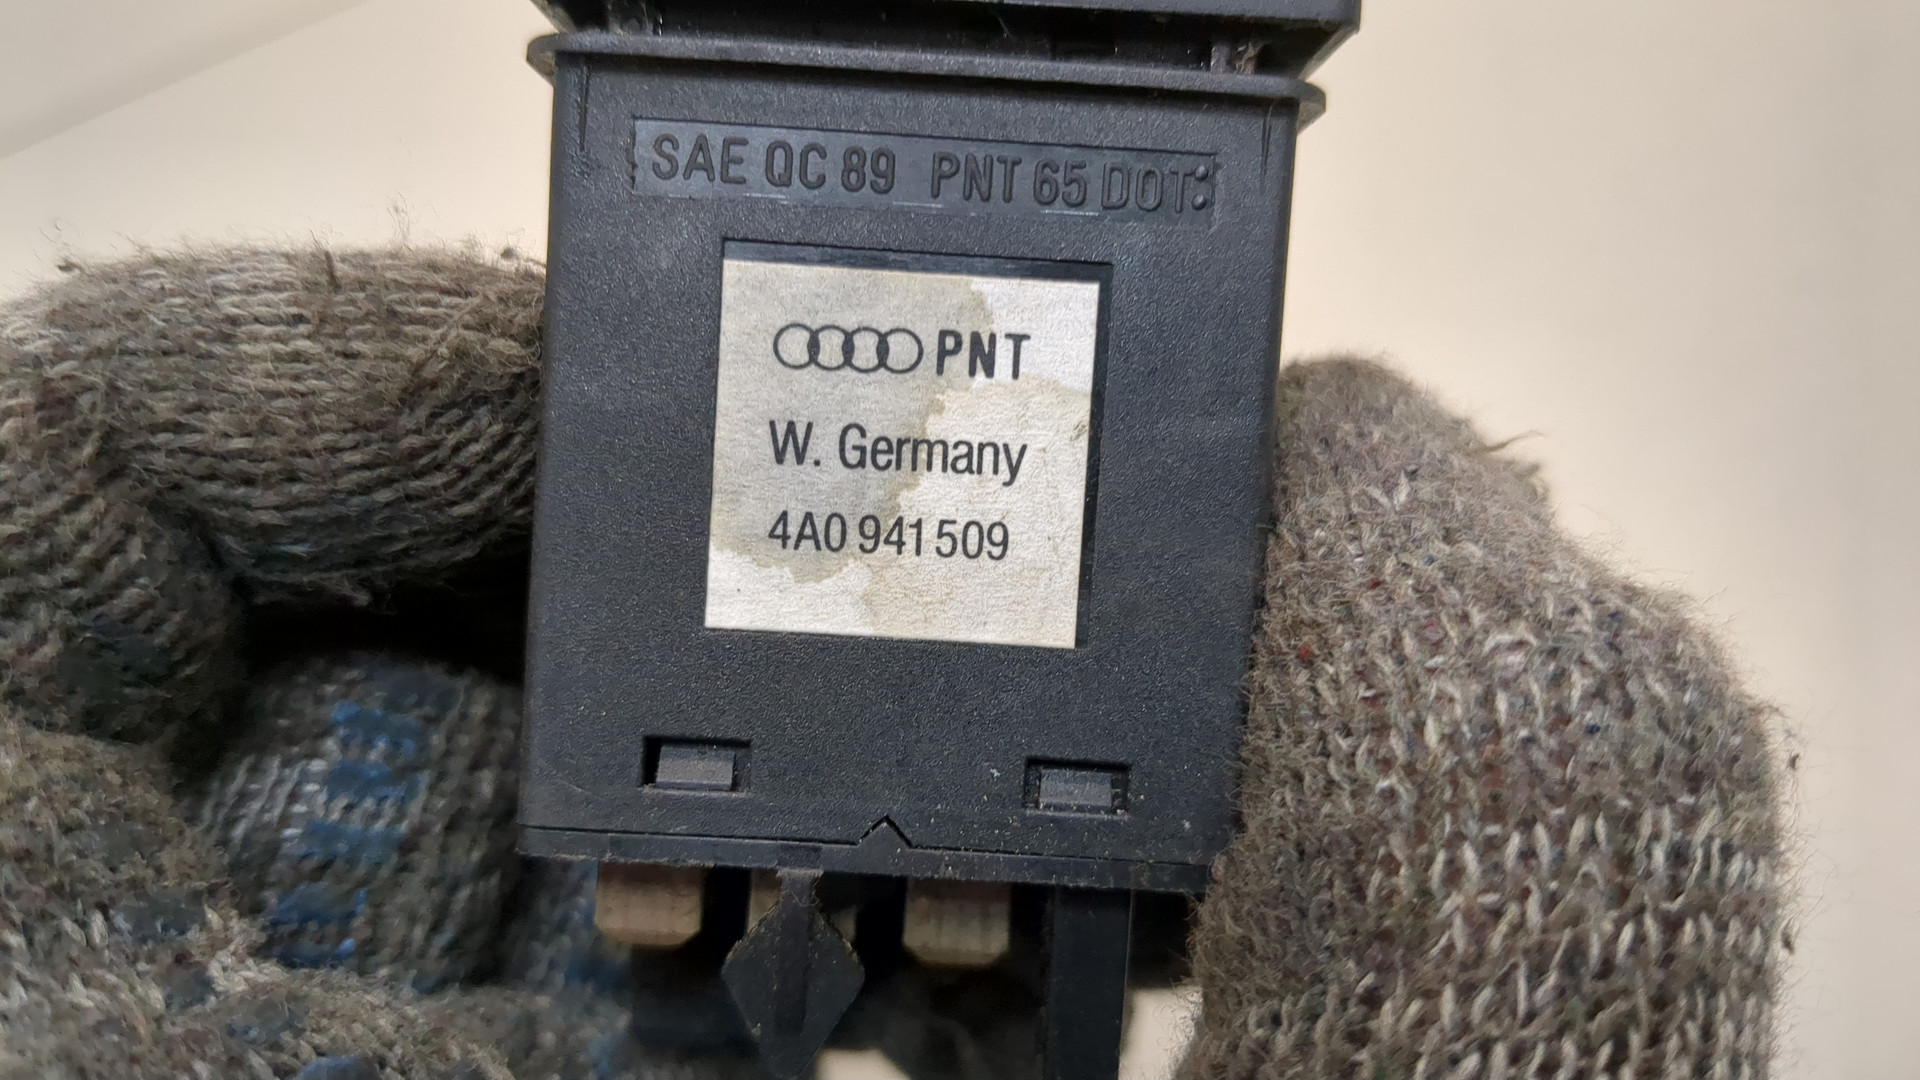 SAE QC 89 PNT 65 DOT:
PNT
W. Germany
4A0 941 509